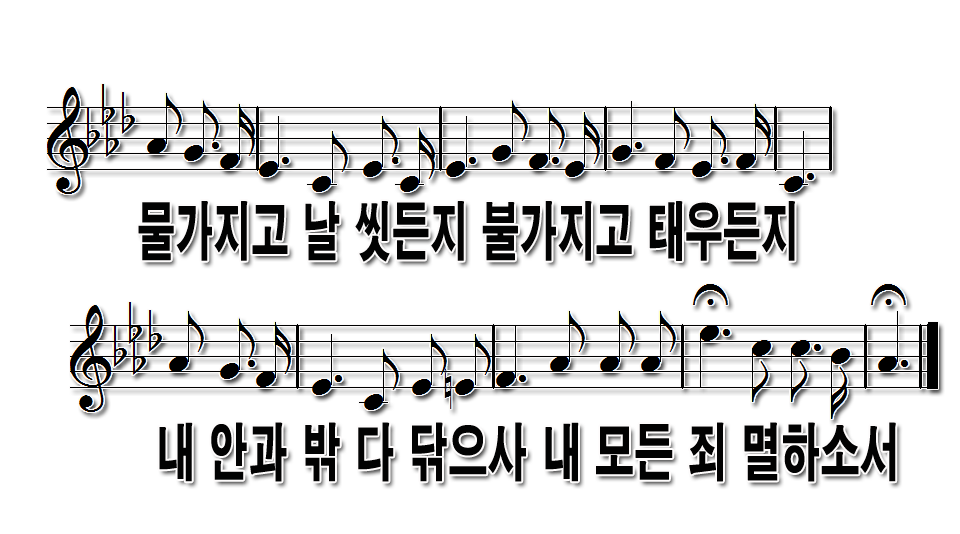 물가지고 날 씻든지 불가지고 태우든지
내 안과 밖 다 닦으사 내 모든 죄 멸하소서